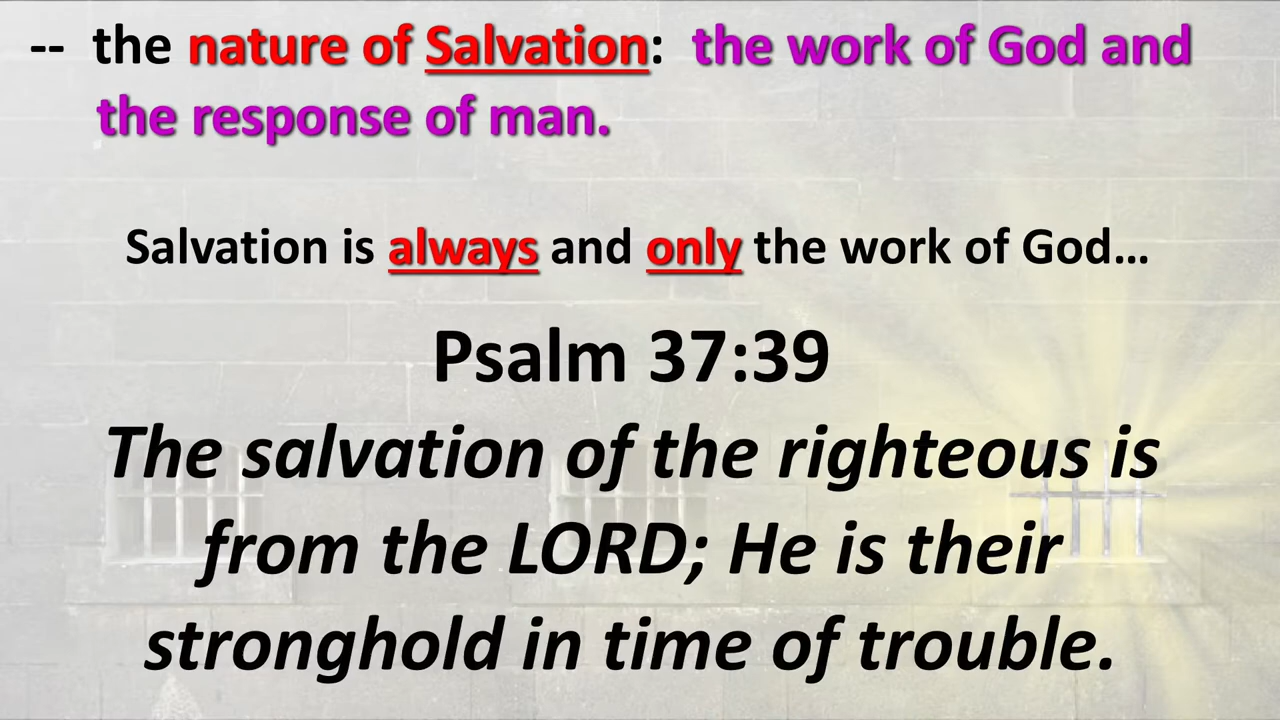 -- the nature of Salvation: the work of God and
the response of man.
Salvation is always and only the work of God…
Psalm 37:39
The salvation of the righteous is
from the LORD; He is their
stronghold in time of trouble.